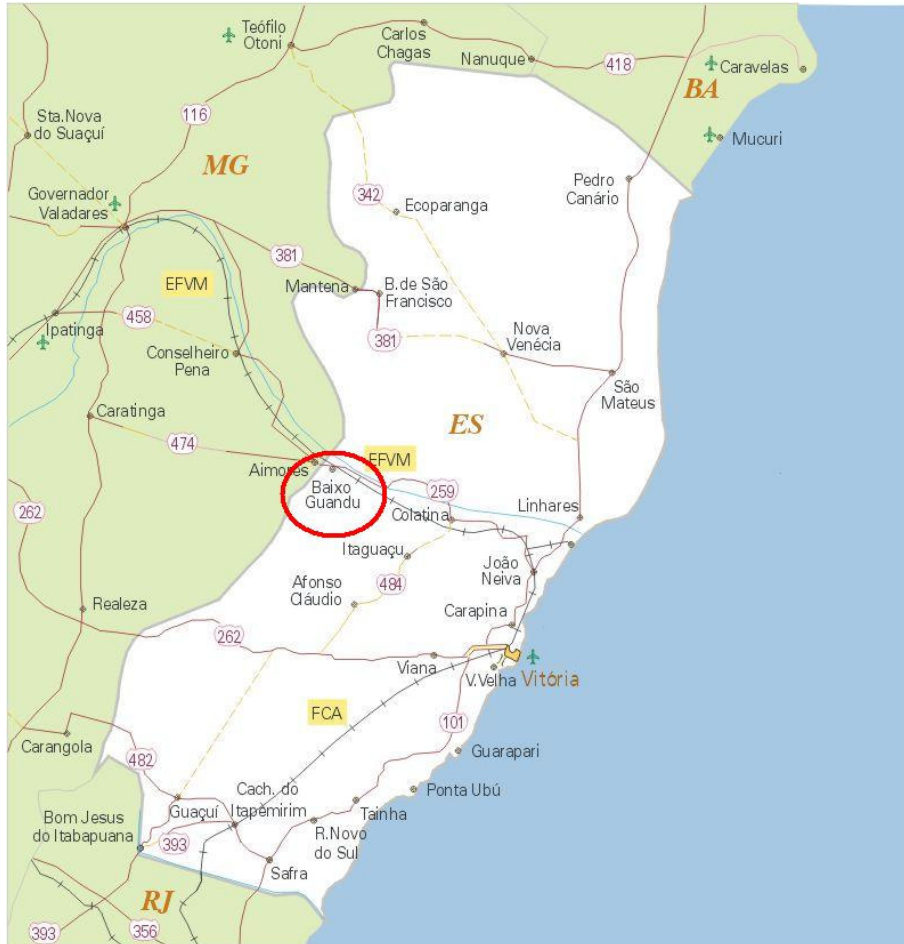 Teófilo
Otoni
Carlos
Chagas
Nanuque
418
Caravelas
BA
Mucuri
Sta.Nova
do Suaçuí
116
MG
Pedro
Canário
Governador
Valadares
342
Ecoparanga
381
EFVM
Mantena
B.de São
Francisco
Ipatinga
458
381
Nova
Venécia
Conselheiro
Pena
São
Mateus
Caratinga
ES
474
Aimores
EFVM
Baixo
Guandu
259
Linhares
262
Colatina
Itaguaçu
João
Neiva
Afonso
Cláudio
484
Realeza
Carapina
262
Viana
V.Velha
Vitória
FCA
101
Carangola
482
Guarapari
Cach. do
Itapemirim
Ponta Ubú
Guaçuí
Tainha
Bom Jesus
do Itabapuana
393
R.Novo
do Sul
Safra
RJ
393
356